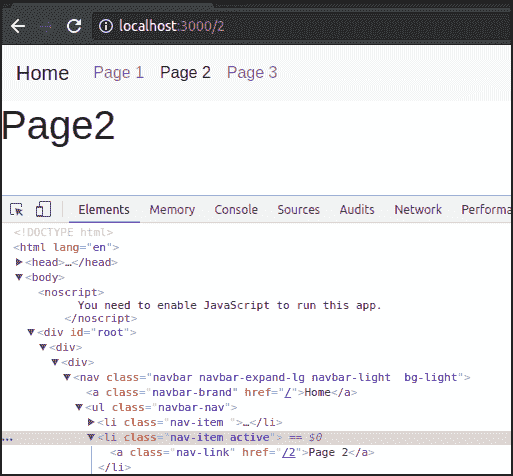 localhost:3000/2
Home Page 1 Page 2 Page 3
Page2
Elements Memory Console Sources Audits Network Performa
<!DOCTYPE html>
<html lang="en">
<head>…</head>
<body>
<noscript>
You need to enable JavaScript to run this app.
</noscript>
<div id="root">
<div>
<div>
<nav class="navbar navbar-expand-lg navbar-light  bg-light">
<a class="navbar-brand" href="/">Home</a>
<ul class="navbar-nav">
<li class="nav-item ">…</li>
…<li class="nav-item active"> == $0
<a class="nav-link" href="/2">Page 2</a>
</li>